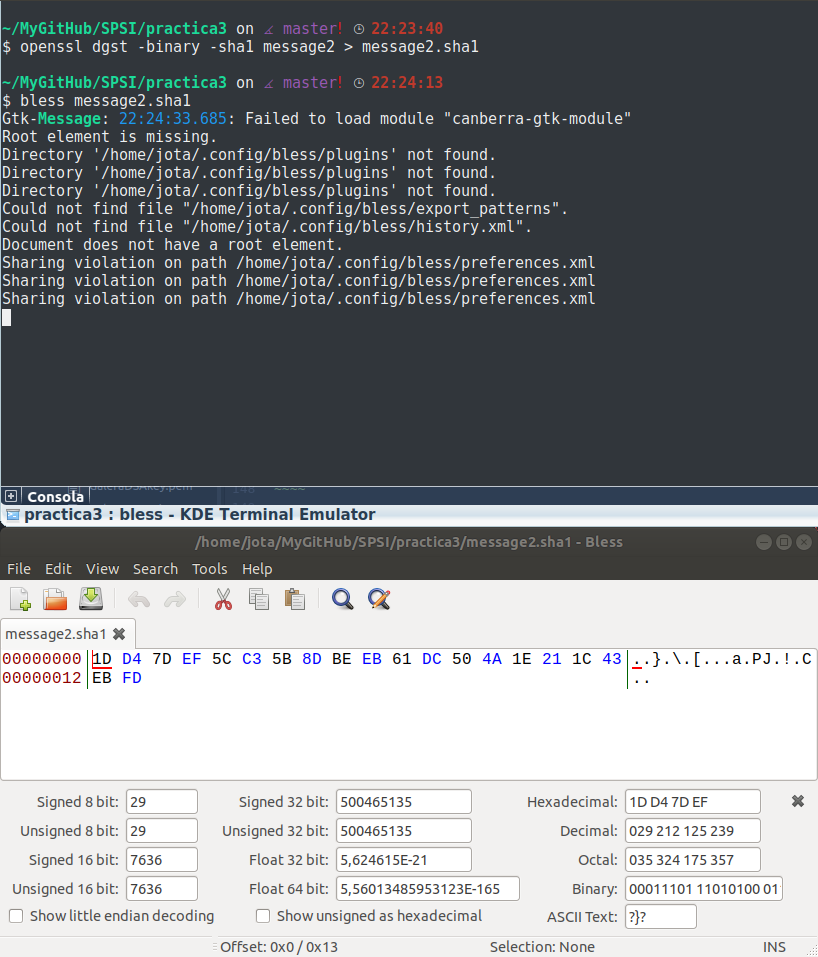 ~/MyGitHub/SPSI/practica3 on master! 22:23:40
$ openssl dgst -binary -sha1 message2 > message2.sha1
~/MyGitHub/SPSI/practica3 on master! 22:24:13
$ bless message2.sha1
Gtk-Message: 22:24:33.685: Failed to load module "canberra-gtk-module"
Root element is missing.
Directory '/home/jota/.config/bless/plugins' not found.
Directory '/home/jota/.config/bless/plugins' not found.
Directory '/home/jota/.config/bless/plugins' not found.
Could not find file "/home/jota/.config/bless/export_patterns".
Could not find file "/home/jota/.config/bless/history.xml".
Document does not have a root element.
Sharing violation on path /home/jota/.config/bless/preferences.xml
Sharing violation on path /home/jota/.config/bless/preferences.xml
Sharing violation on path /home/jota/.config/bless/preferences.xml
Consola
practica3 : bless - KDE Terminal Emulator
/home/jota/MyGitHub/SPSI/practica3/message2.sha1 - Bless
File Edit View Search Tools Help
message2.sha1
00000000 1D D4 7D EF 5C C3 5B 8D BE EB 61 DC 50 4A 1E 21 1C 43 ..}.\.[...a.PJ.!.C
00000012 EB FD ..
Signed 8 bit: 29 Signed 32 bit: 500465135 Hexadecimal: 1D D4 7D EF
Unsigned 8 bit: 29 Unsigned 32 bit: 500465135 Decimal: 029 212 125 239
Signed 16 bit: 7636 Float 32 bit: 5,624615E-21 Octal: 035 324 175 357
Unsigned 16 bit: 7636 Float 64 bit: 5,56013485953123E-165 Binary: 00011101 11010100 01
Show little endian decoding Show unsigned as hexadecimal ASCII Text: ?}?
Offset: 0x0 / 0x13 Selection: None INS